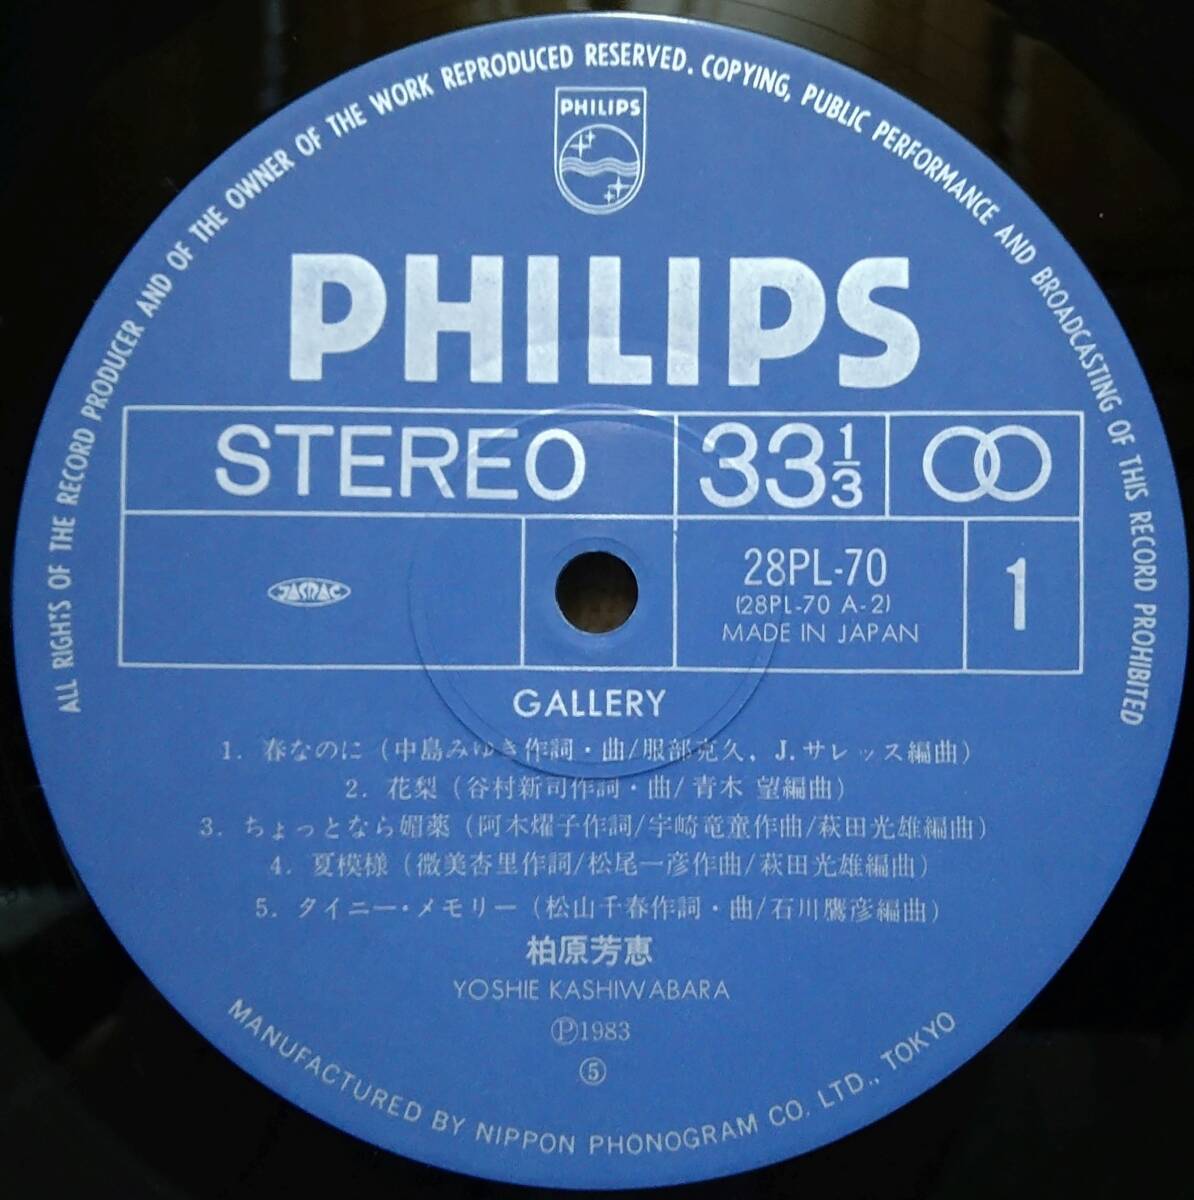 ALL RIGHTS OF THE RECORD PRODUCER AND OF THE OWNER OF THE WORK REPRODUCED RESERVED. COPYING, PUBLIC PERFORMANCE AND BROADCASTING OF THIS RECORD PROHIBITED
PHILIPS
PHILIPS
STEREO 33 1/3
JASRAC 28PL-70 1
(28PL-70 A-2)
MADE IN JAPAN
GALLERY
1. 春なのに (中島みゆき作詞・曲/服部克久, J.サレッス編曲)
2. 花梨 (谷村新司作詞・曲/青木 望編曲)
3. ちょっとなら媚薬 (阿木燿子作詞/宇崎竜童作曲/萩田光雄編曲)
4. 夏模様 (微美杏里作詞/松尾一彦作曲/萩田光雄編曲)
5. タイニー・メモリー (松山千春作詞・曲/石川鷹彦編曲)
柏原芳恵
YOSHIE KASHIWABARA
Ⓟ1983
⑤
MANUFACTURED BY NIPPON PHONOGRAM CO. LTD., TOKYO